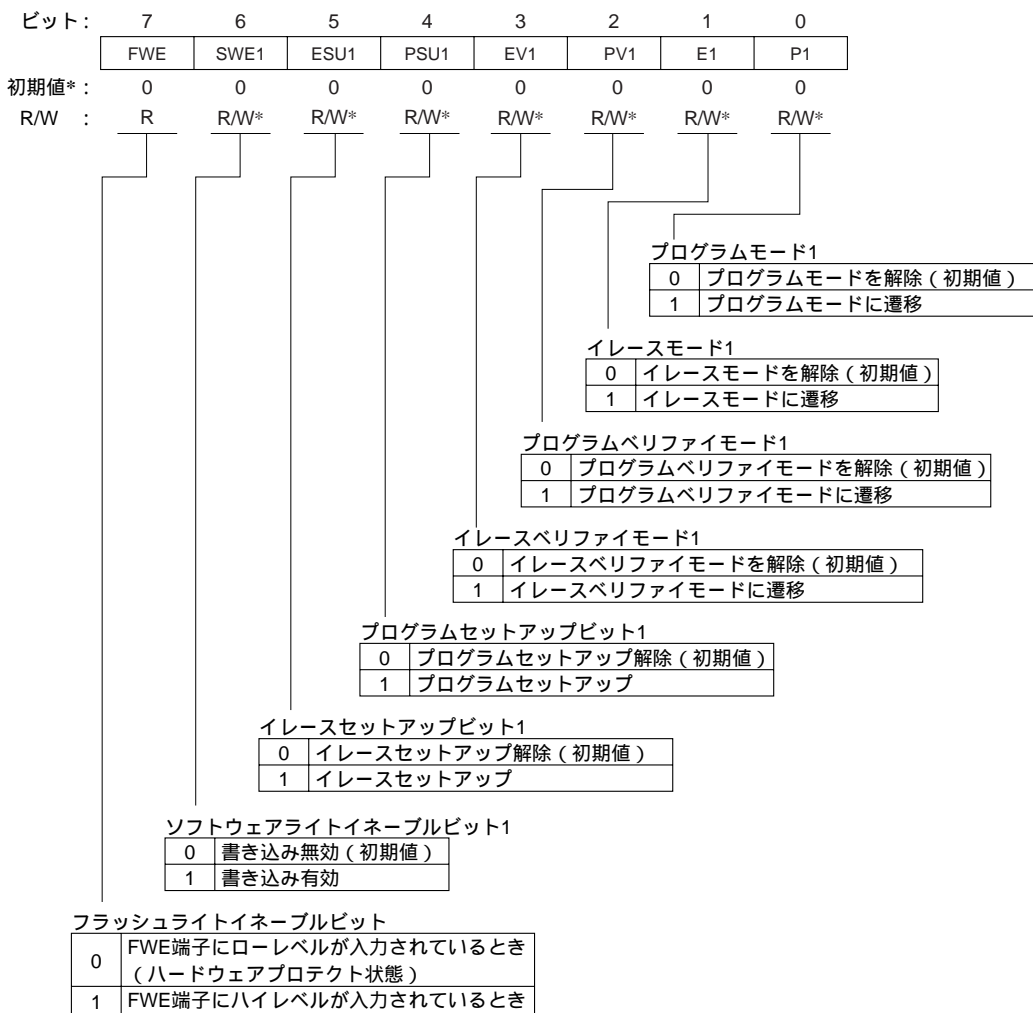 ビット : 7 6 5 4 3 2 1 0
FWE SWE1 ESU1 PSU1 EV1 PV1 E1 P1
初期値* : 0 0 0 0 0 0 0 0
R/W : R R/W* R/W* R/W* R/W* R/W* R/W* R/W*
プログラムモード1
0 プログラムモードを解除(初期値)
1 プログラムモードに遷移
イレースモード1
0 イレースモードを解除(初期値)
1 イレースモードに遷移
プログラムベリファイモード1
0 プログラムベリファイモードを解除(初期値)
1 プログラムベリファイモードに遷移
イレースベリファイモード1
0 イレースベリファイモードを解除(初期値)
1 イレースベリファイモードに遷移
プログラムセットアップビット1
0 プログラムセットアップ解除(初期値)
1 プログラムセットアップ
イレースセットアップビット1
0 イレースセットアップ解除(初期値)
1 イレースセットアップ
ソフトウェアライトイネーブルビット1
0 書き込み無効(初期値)
1 書き込み有効
フラッシュライトイネーブルビット
0 FWE端子にローレベルが入力されているとき
(ハードウェアプロテクト状態)
1 FWE端子にハイレベルが入力されているとき